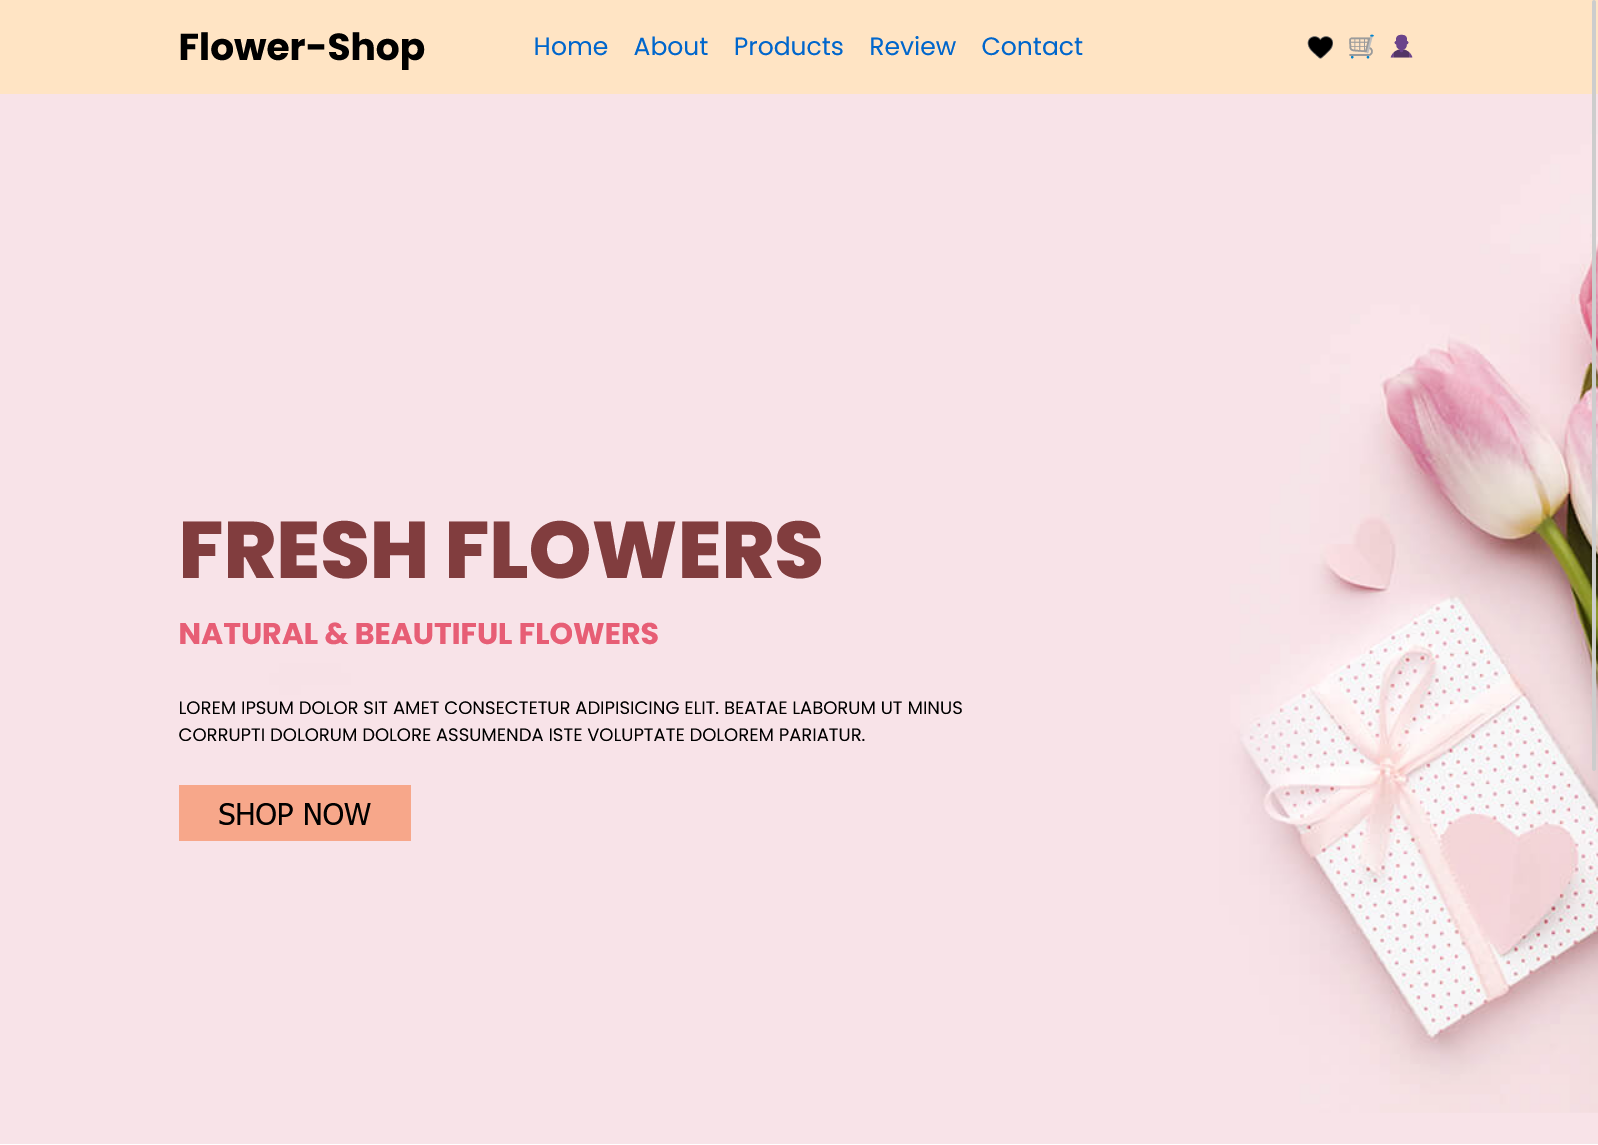 Flower-Shop
Home About Products Review Contact
FRESH FLOWERS
NATURAL & BEAUTIFUL FLOWERS
LOREM IPSUM DOLOR SIT AMET CONSECTETUR ADIPISICING ELIT. BEATAE LABORUM UT MINUS
CORRUPTI DOLORUM DOLORE ASSUMENDA ISTE VOLUPTATE DOLOREM PARIATUR.
SHOP NOW